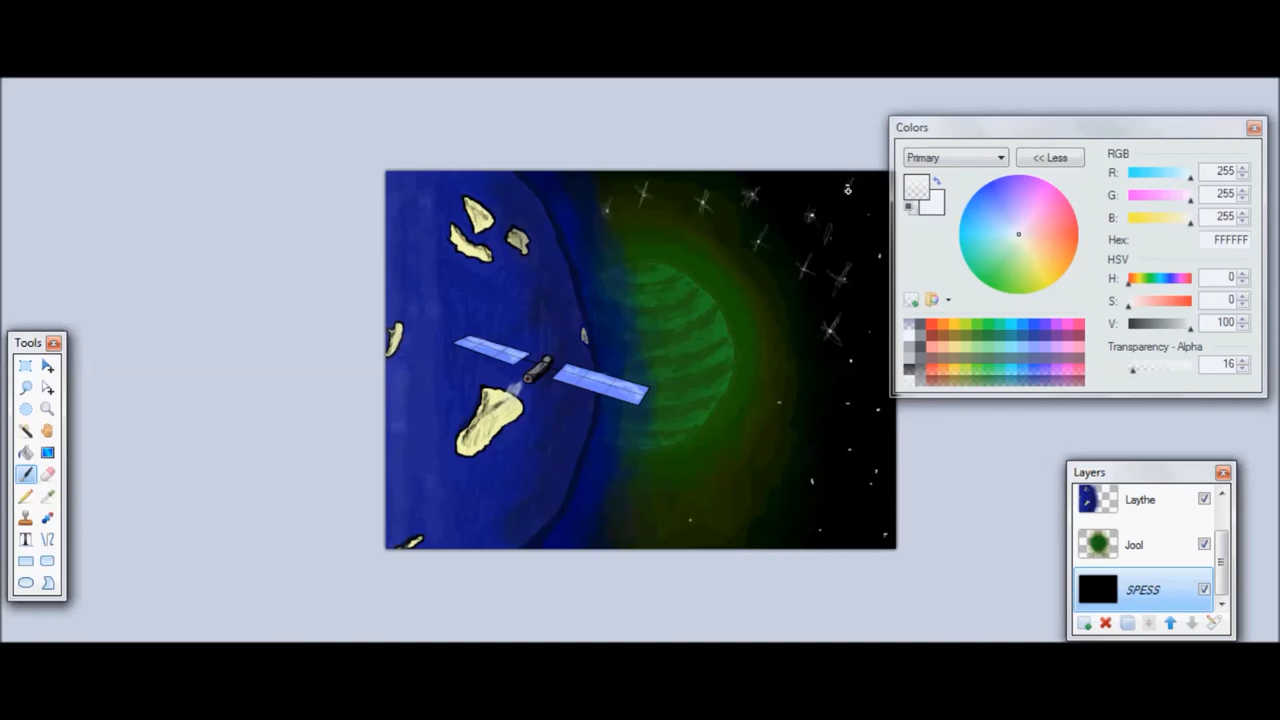 Colors
Primary
<< Less
RGB
R: 255
G: 255
B: 255
Hex: FFFFFF
HSV
H: 0
S: 0
V: 100
Transparency - Alpha
16
Tools
Layers
Laythe
Jool
SPESS